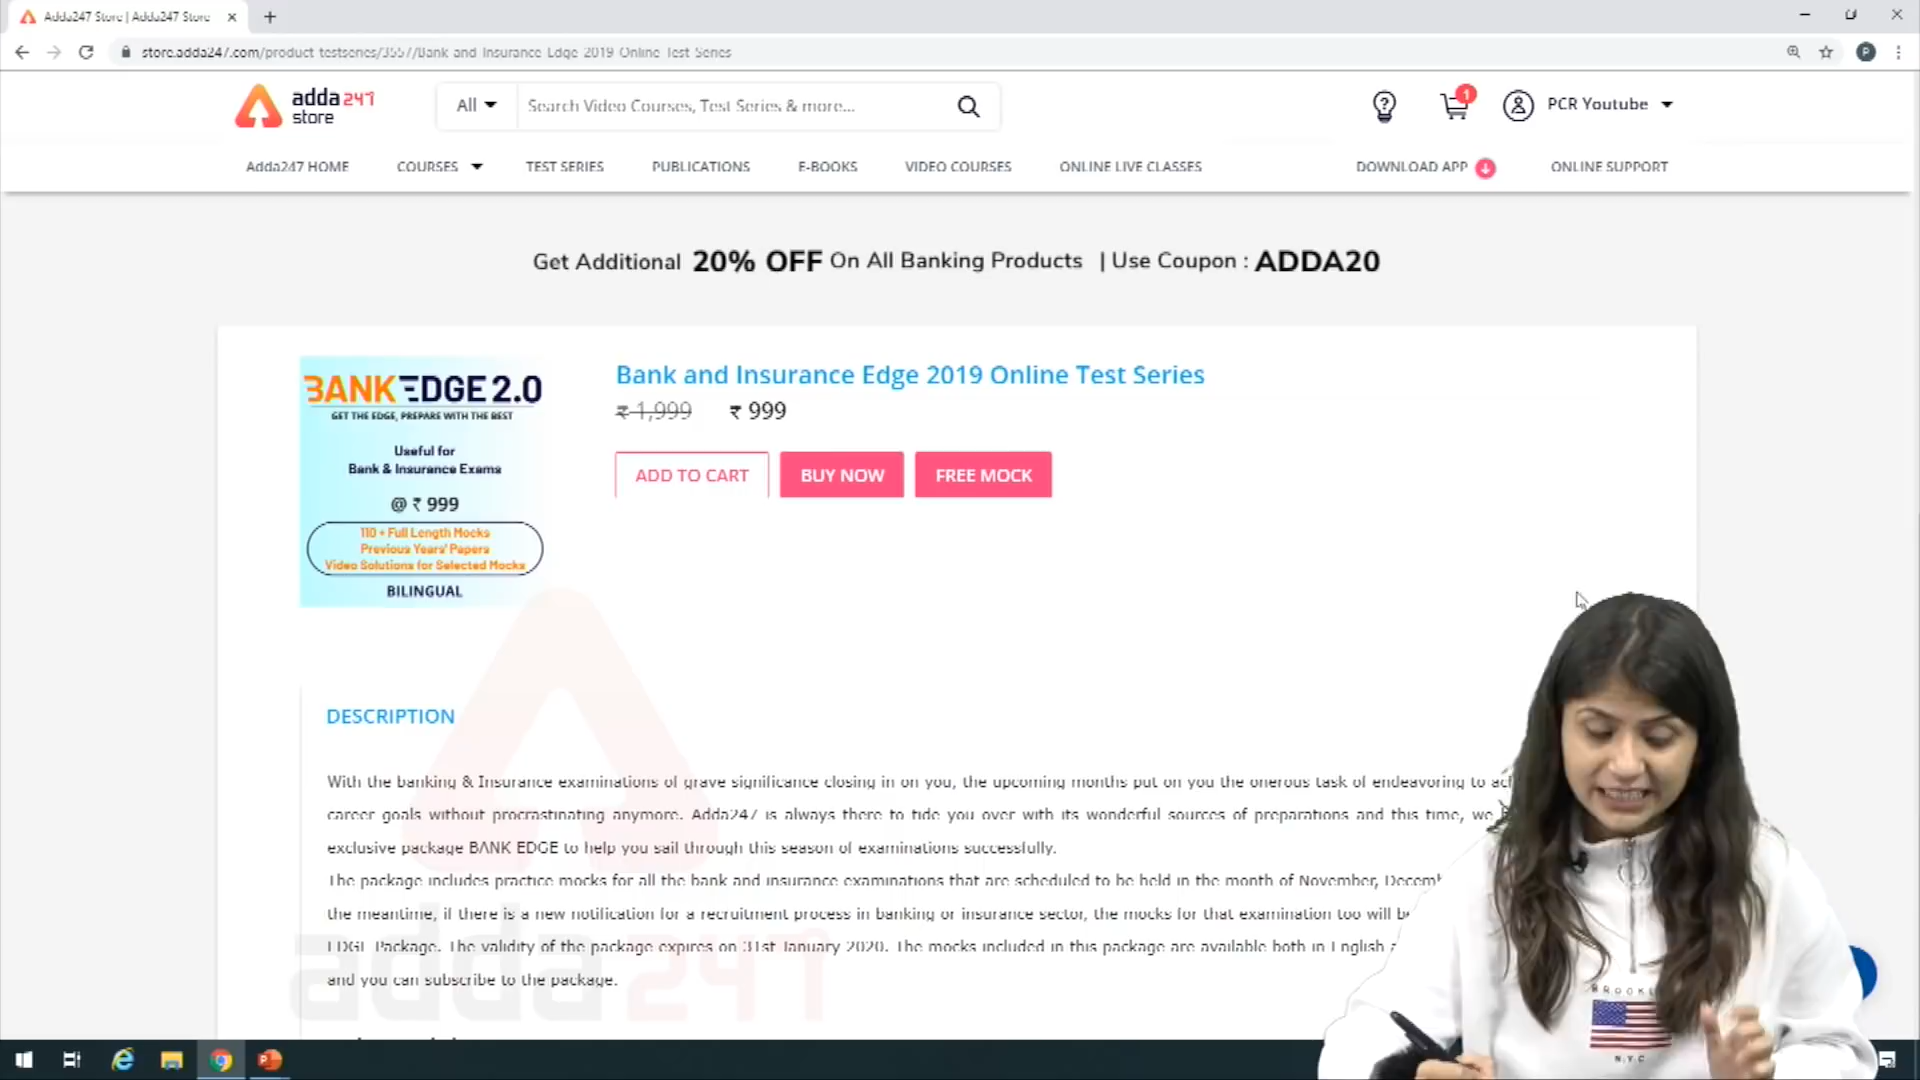 Adda247 Store | Adda247 Store
store.adda247.com/product-testseries/3557/Bank-and-Insurance-Edge-2019-Online-Test-Series
P
adda247
store
All
Search Video Courses, Test Series & more...
1
PCR Youtube
Adda247 HOME
COURSES
TEST SERIES
PUBLICATIONS
E-BOOKS
VIDEO COURSES
ONLINE LIVE CLASSES
DOWNLOAD APP
ONLINE SUPPORT
Get Additional 20% OFF On All Banking Products | Use Coupon : ADDA20
BANK EDGE 2.0
GET THE EDGE, PREPARE WITH THE BEST
Useful for
Bank & Insurance Exams
@ ₹ 999
110 + Full Length Mocks
Previous Years' Papers
Video Solutions for Selected Mocks
BILINGUAL
Bank and Insurance Edge 2019 Online Test Series
₹ 1,999 ₹ 999
ADD TO CART
BUY NOW
FREE MOCK
DESCRIPTION
With the banking & Insurance examinations of grave significance closing in on you, the upcoming months put on you the onerous task of endeavoring to
career goals without procrastinating anymore. Adda247 is always there to tide you over with its wonderful sources of preparations and this time, we
exclusive package BANK EDGE to help you sail through this season of examinations successfully.
The package includes practice mocks for all the bank and insurance examinations that are scheduled to be held in the month of November,
the meantime, if there is a new notification for a recruitment process in banking or insurance sector, the mocks for that examination too will
EDGE Package. The validity of the package expires on 31st January 2020. The mocks included in this package are available both in English
and you can subscribe to the package.
adda247
BROOKL
N.Y.C